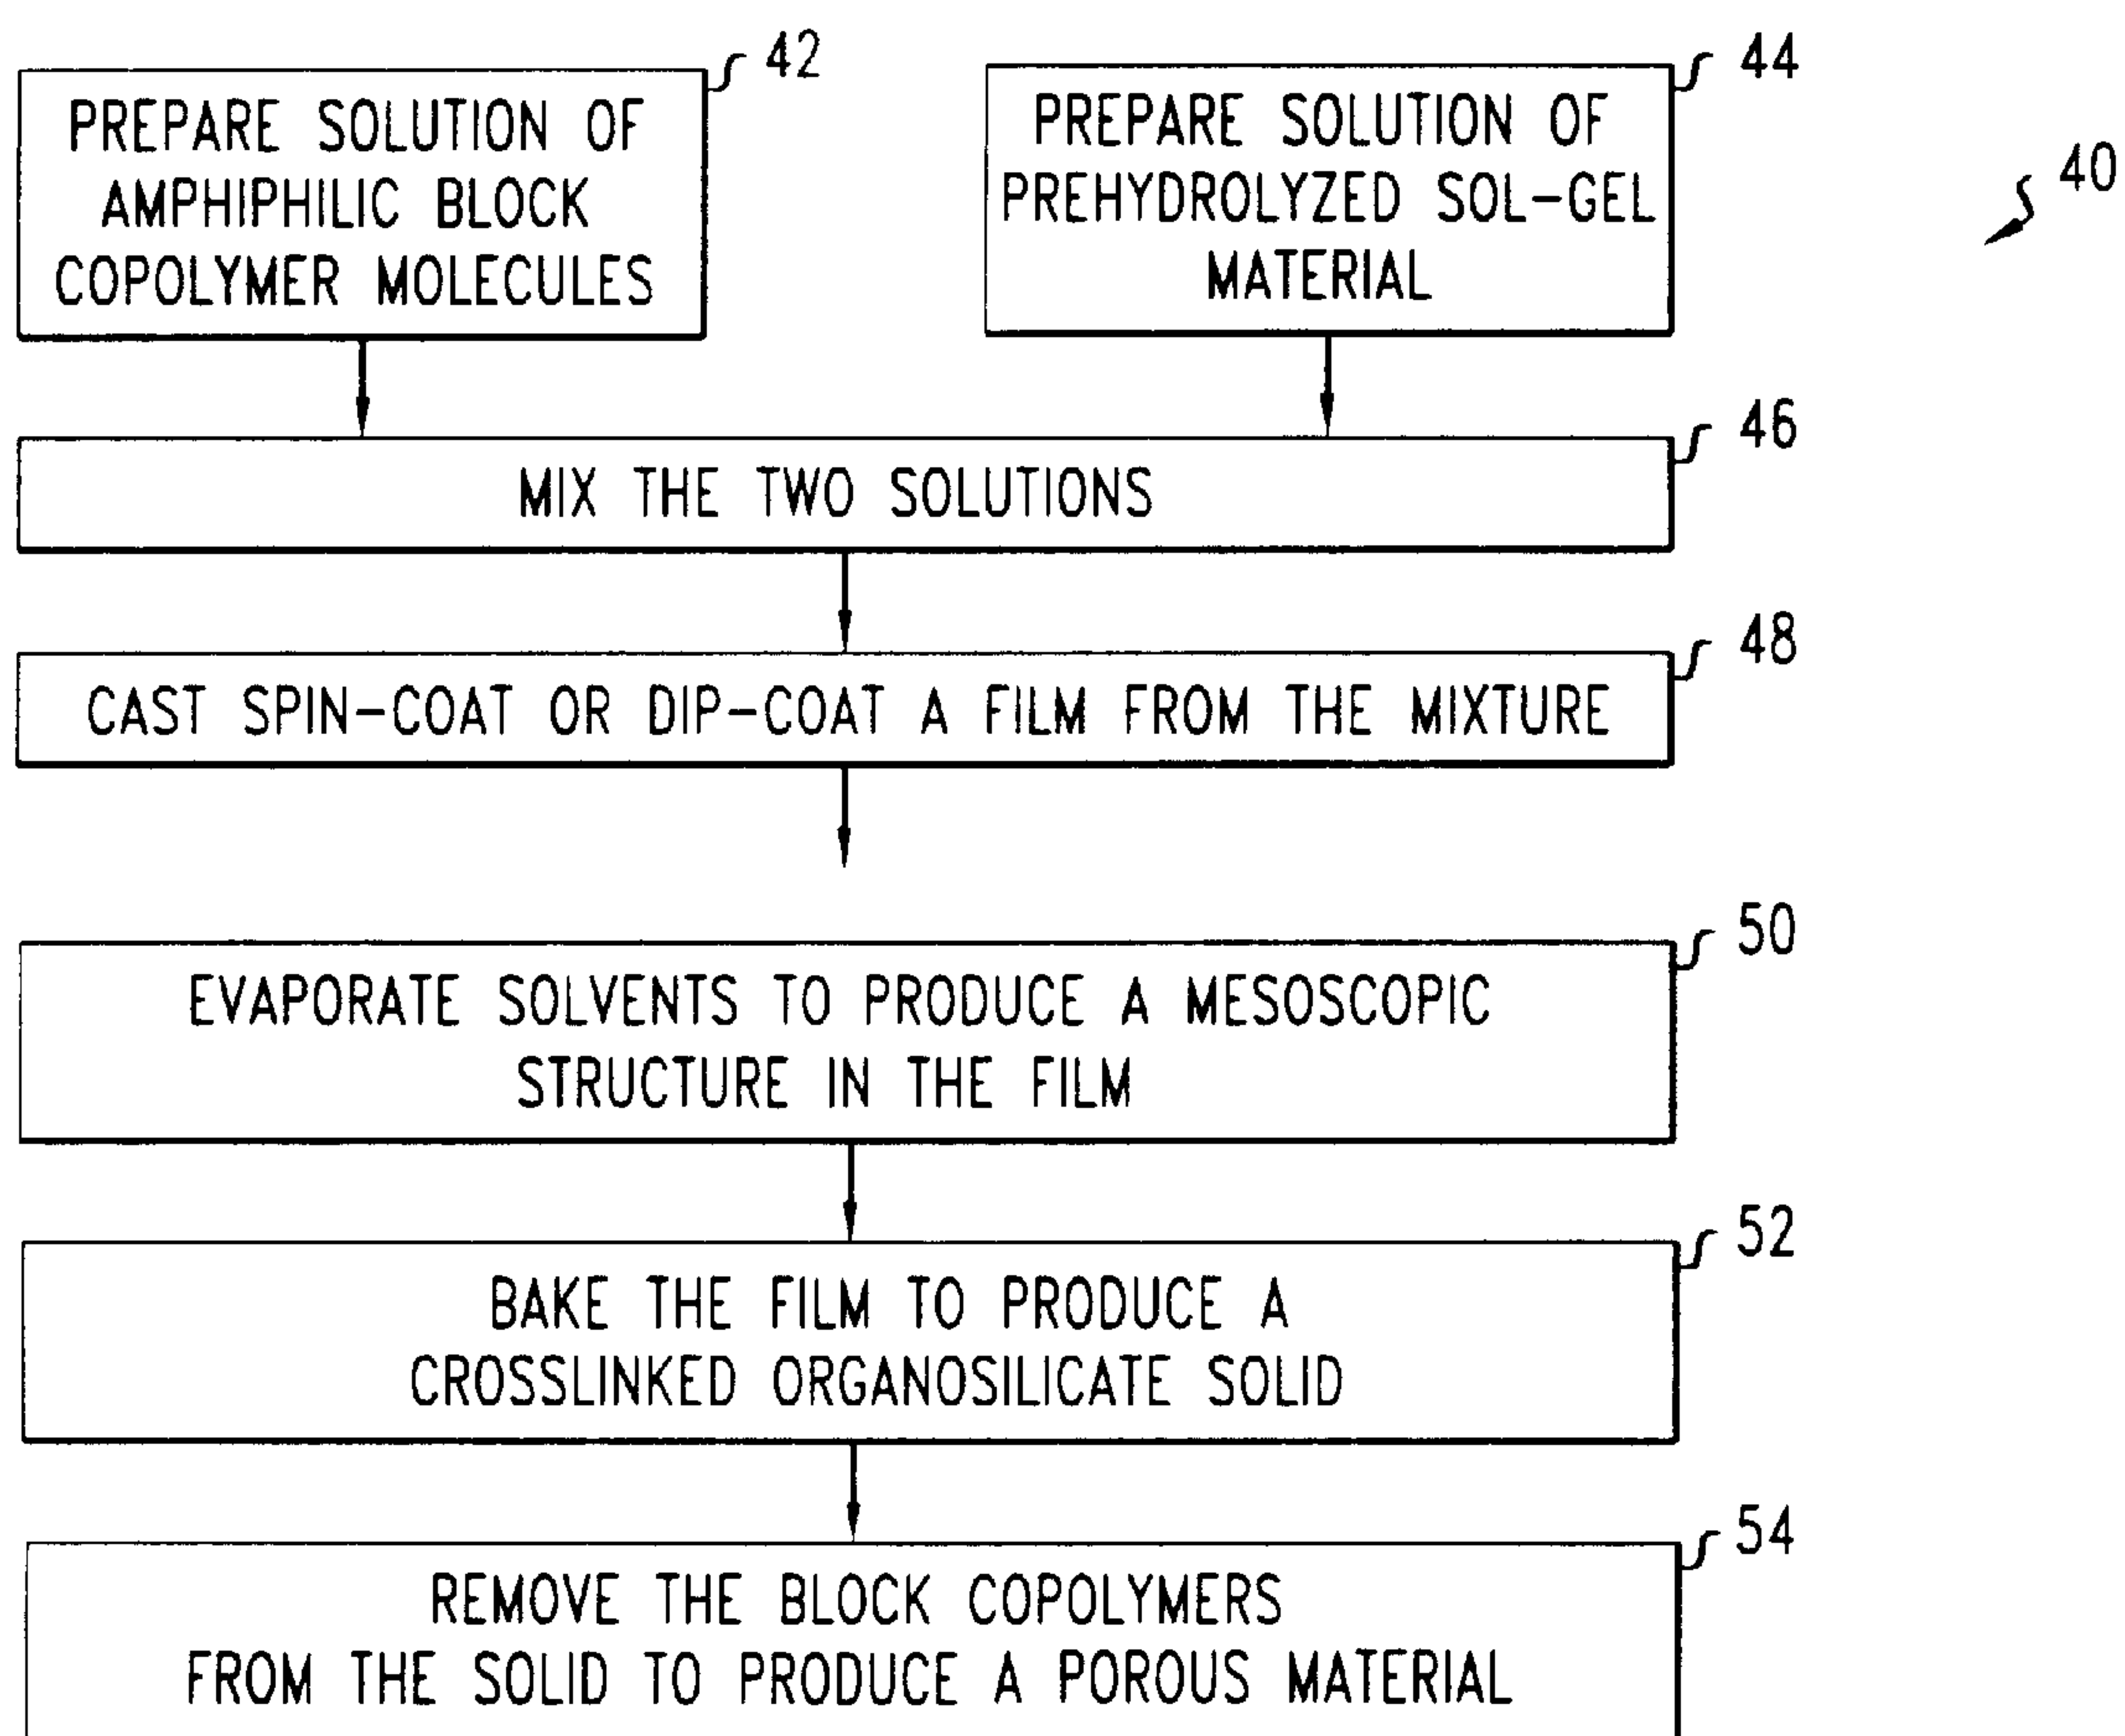 42
PREPARE SOLUTION OF
AMPHIPHILIC BLOCK
COPOLYMER MOLECULES
44
PREPARE SOLUTION OF
PREHYDROLYZED SOL-GEL
MATERIAL
40
46
MIX THE TWO SOLUTIONS
48
CAST SPIN-COAT OR DIP-COAT A FILM FROM THE MIXTURE
50
EVAPORATE SOLVENTS TO PRODUCE A MESOSCOPIC
STRUCTURE IN THE FILM
52
BAKE THE FILM TO PRODUCE A
CROSSLINKED ORGANOSILICATE SOLID
54
REMOVE THE BLOCK COPOLYMERS
FROM THE SOLID TO PRODUCE A POROUS MATERIAL